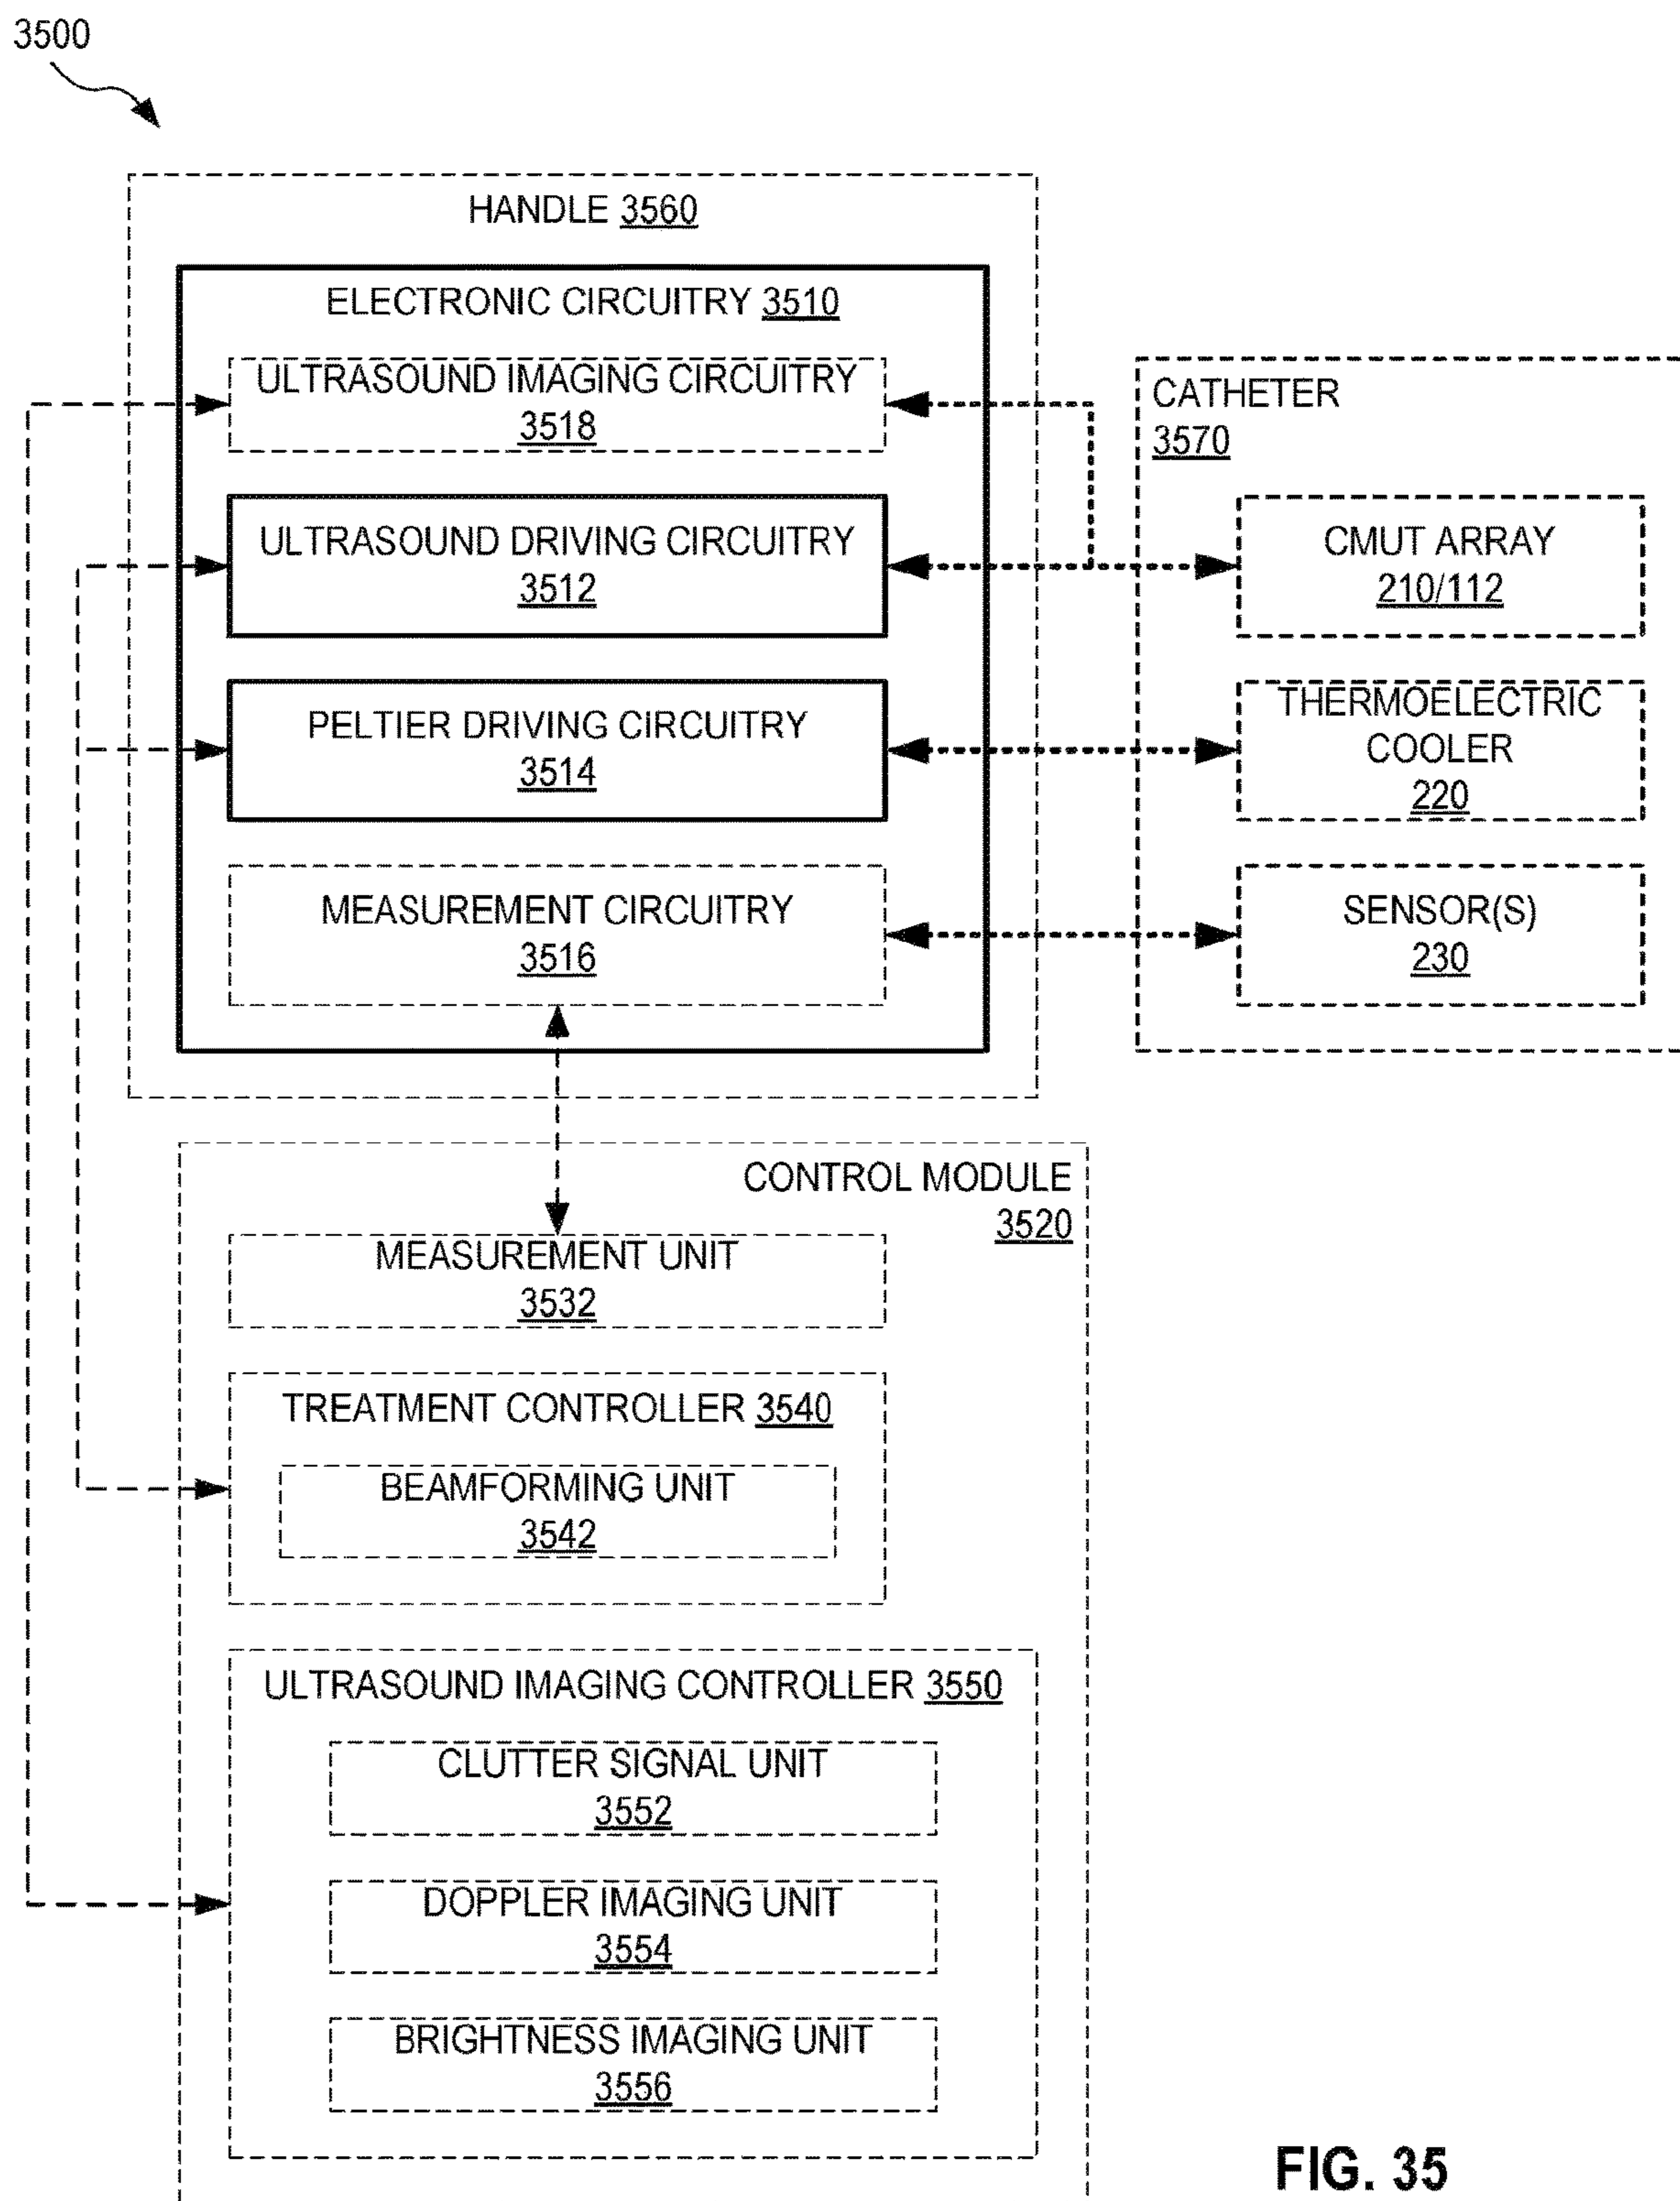 3500
HANDLE 3560
ELECTRONIC CIRCUITRY 3510
ULTRASOUND IMAGING CIRCUITRY
3518
ULTRASOUND DRIVING CIRCUITRY
3512
PELTIER DRIVING CIRCUITRY
3514
MEASUREMENT CIRCUITRY
3516
CATHETER
3570
CMUT ARRAY
210/112
THERMOELECTRIC
COOLER
220
SENSOR(S)
230
CONTROL MODULE
3520
MEASUREMENT UNIT
3532
TREATMENT CONTROLLER 3540
BEAMFORMING UNIT
3542
ULTRASOUND IMAGING CONTROLLER 3550
CLUTTER SIGNAL UNIT
3552
DOPPLER IMAGING UNIT
3554
BRIGHTNESS IMAGING UNIT
3556
FIG. 35